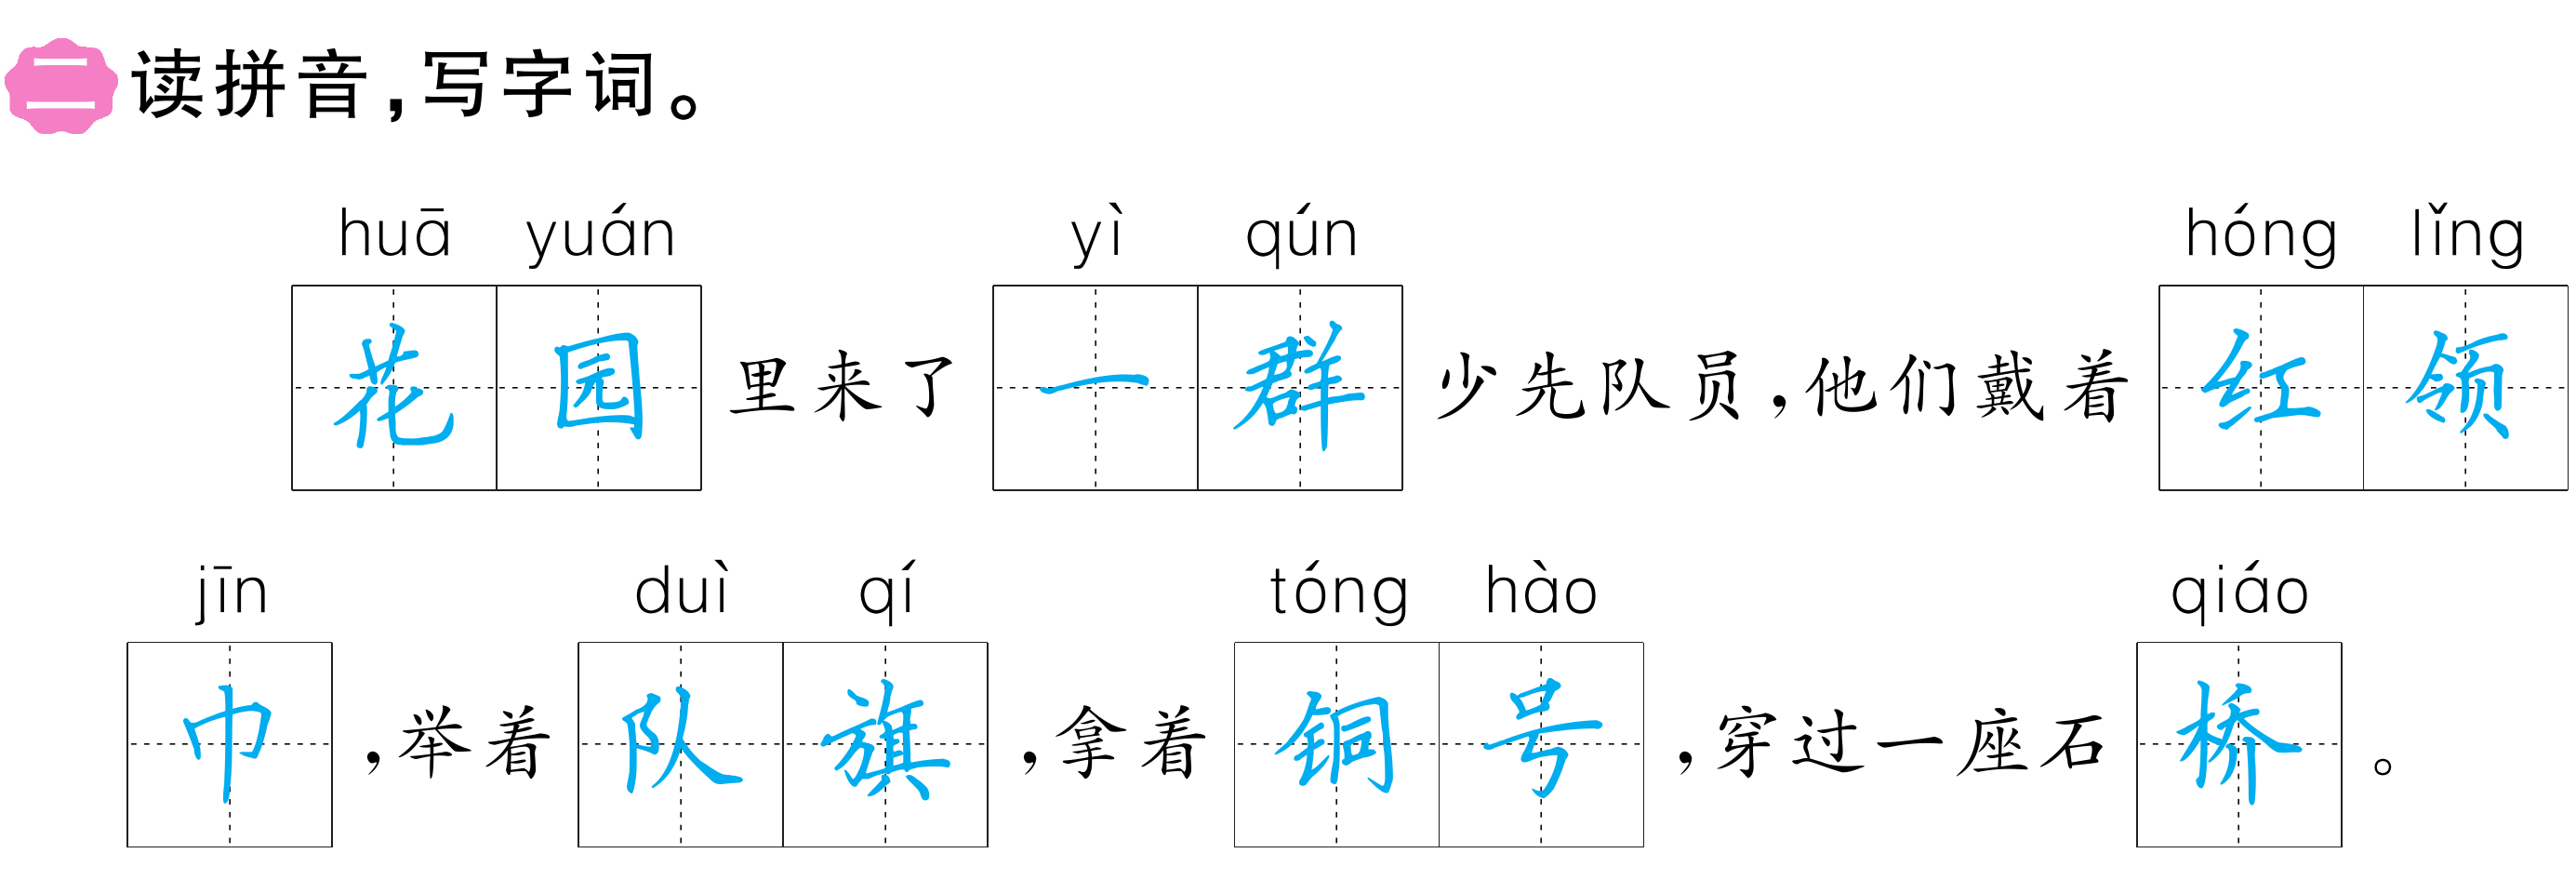 二 读拼音,写字词。
huā yuán yì qún hóng lǐng
花园里来了一群少先队员,他们戴着红领
jīn duì qí tóng hào qiáo
巾,举着队旗,拿着铜号,穿过一座石桥。